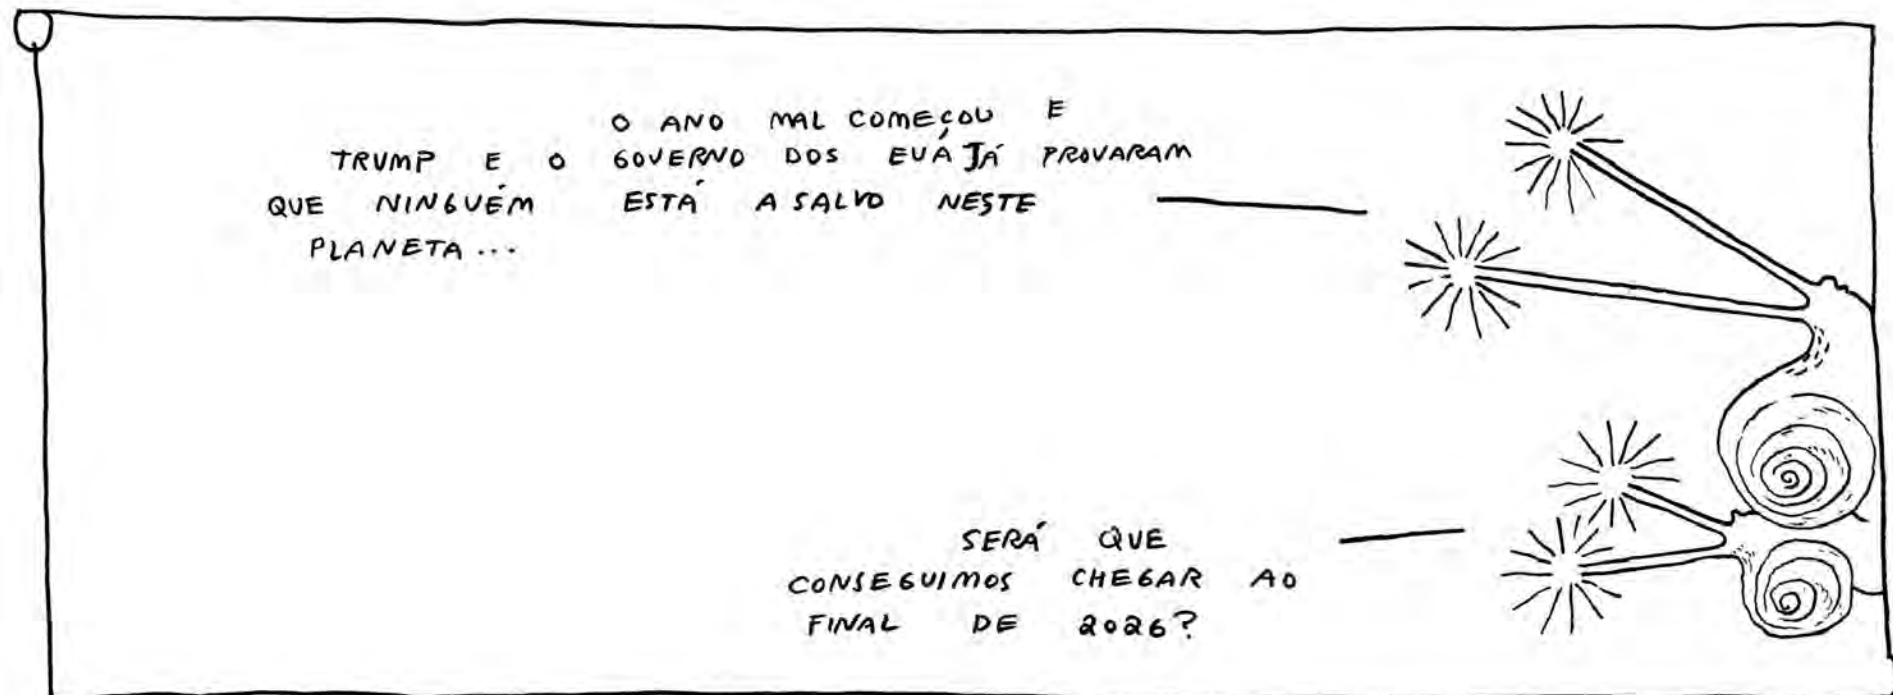 O ANO MAL COMEÇOU E
TRUMP E O GOVERNO DOS EUA JÁ PROVARAM
QUE NINGUÉM ESTÁ A SALVO NESTE
PLANETA...
SERÁ QUE
CONSEGUIMOS CHEGAR AO
FINAL DE 2026?